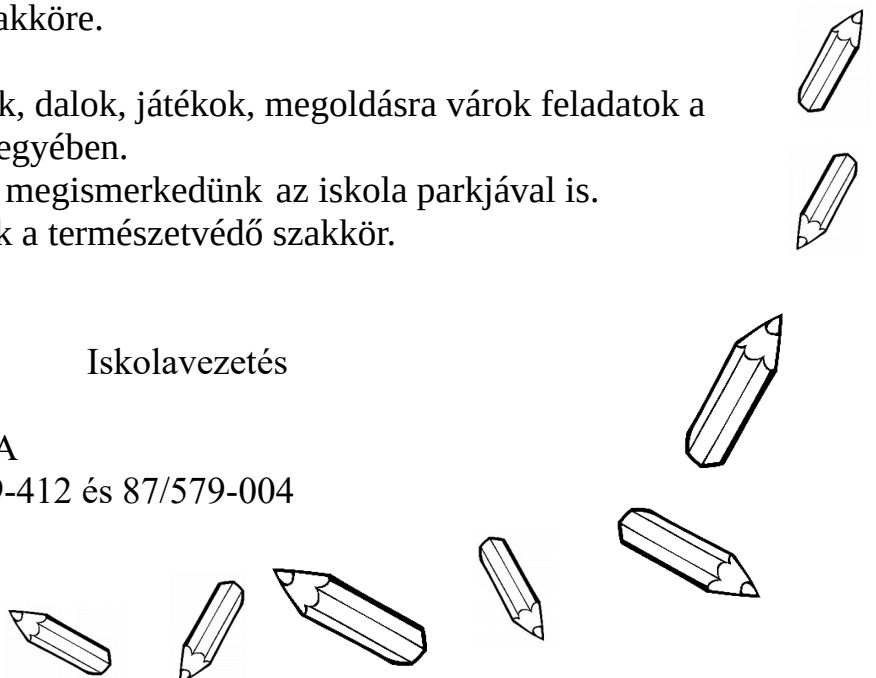 akköre.
k, dalok, játékok, megoldásra várok feladatok a
egyében.
megismerkedünk az iskola parkjával is.
k a természetvédő szakkör.
Iskolavezetés
A
9-412 és 87/579-004